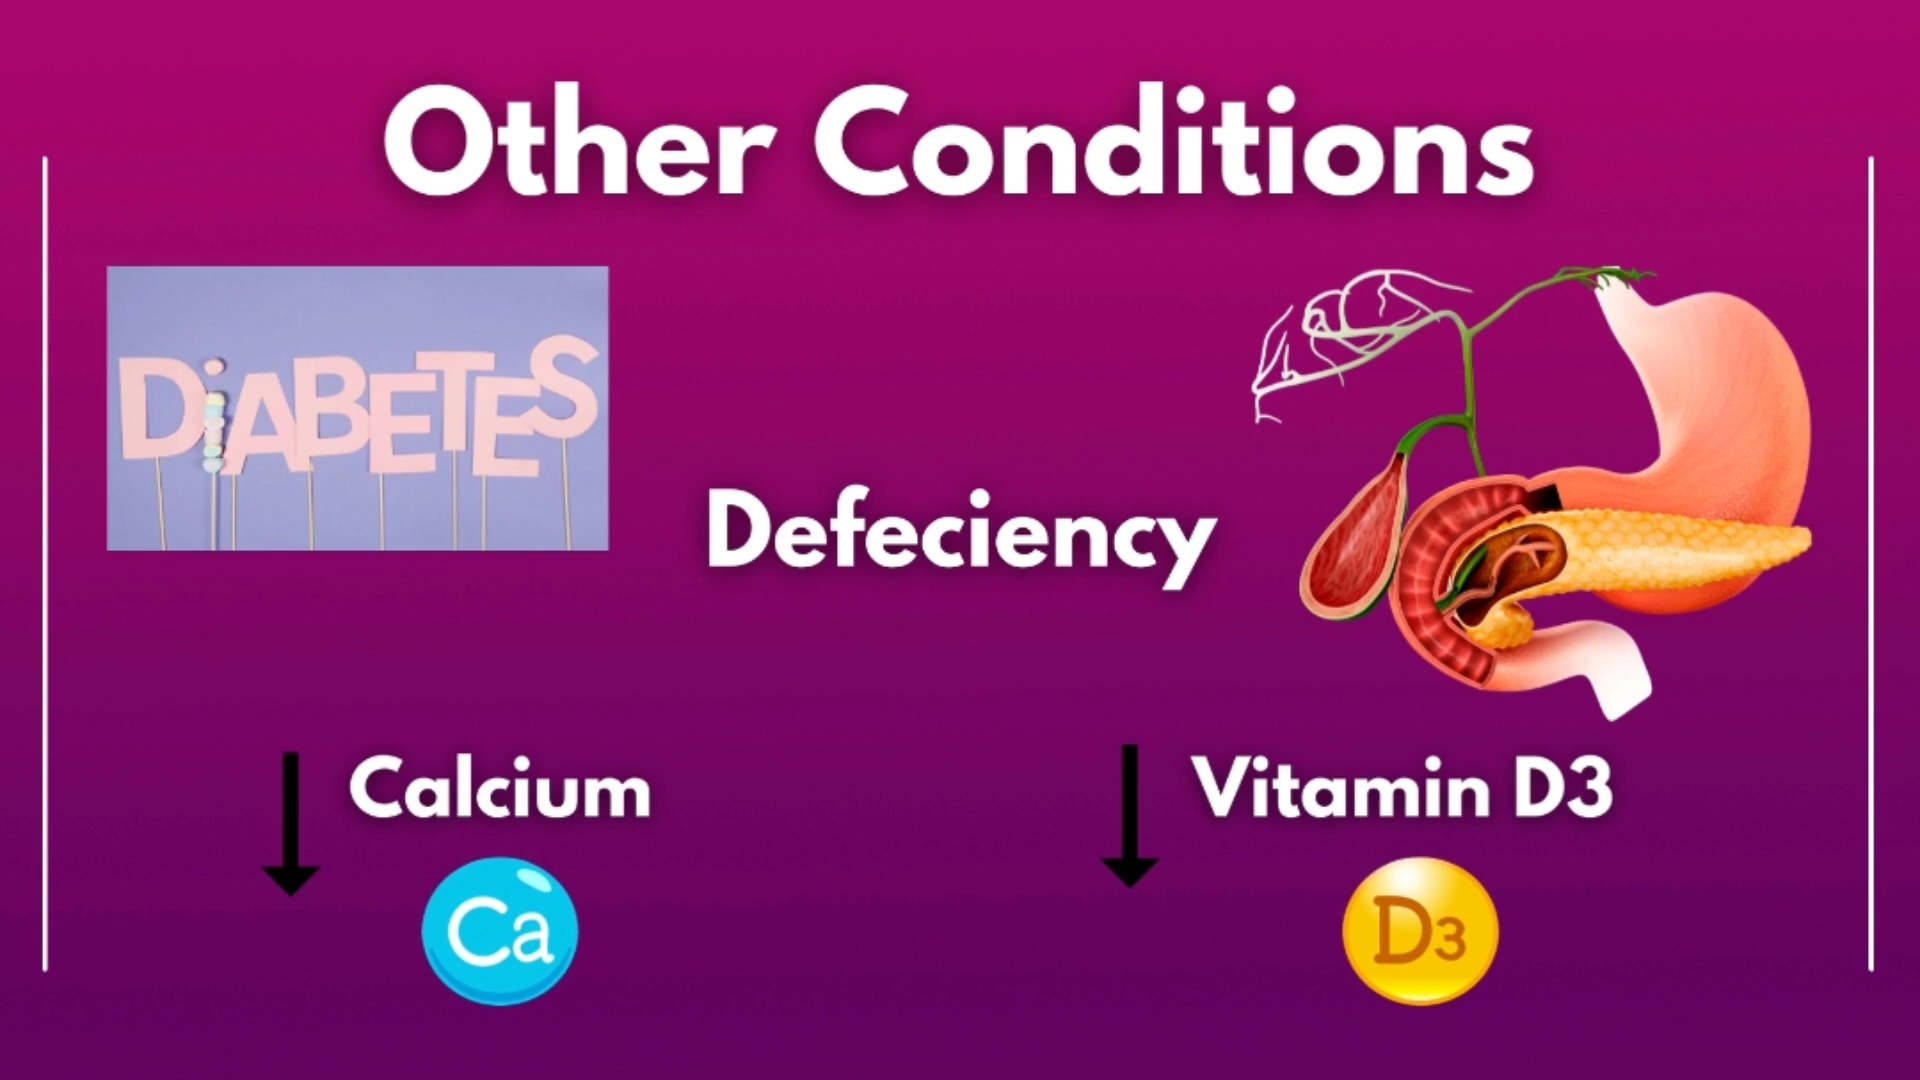 Other Conditions
DiABETES
Defeciency
Calcium
Vitamin D3
Ca
D3